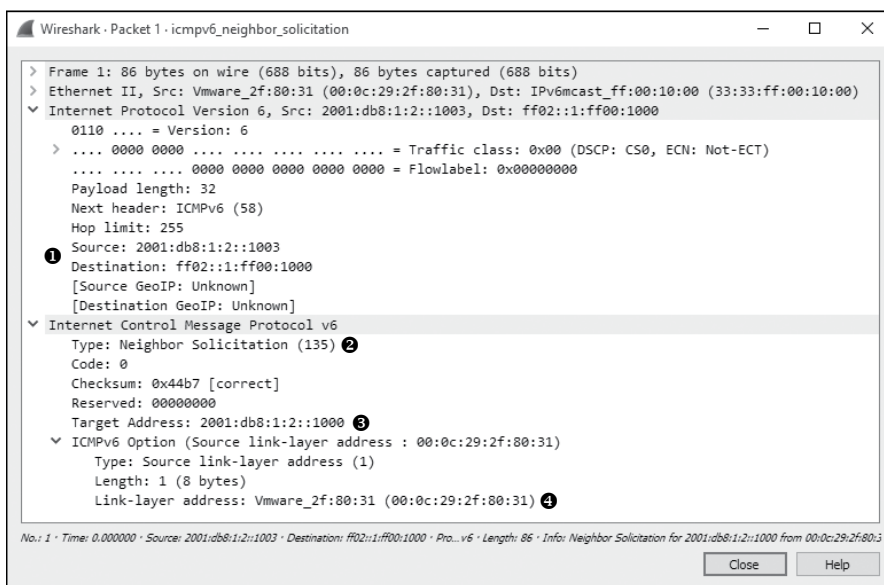 Wireshark · Packet 1 · icmpv6_neighbor_solicitation
Frame 1: 86 bytes on wire (688 bits), 86 bytes captured (688 bits)
Ethernet II, Src: Vmware_2f:80:31 (00:0c:29:2f:80:31), Dst: IPv6mcast_ff:00:10:00 (33:33:ff:00:10:00)
Internet Protocol Version 6, Src: 2001:db8:1:2::1003, Dst: ff02::1:ff00:1000
0110 .... = Version: 6
.... 0000 0000 .... .... .... .... .... = Traffic class: 0x00 (DSCP: CS0, ECN: Not-ECT)
.... .... .... 0000 0000 0000 0000 0000 = Flowlabel: 0x00000000
Payload length: 32
Next header: ICMPv6 (58)
Hop limit: 255
❶ Source: 2001:db8:1:2::1003
Destination: ff02::1:ff00:1000
[Source GeoIP: Unknown]
[Destination GeoIP: Unknown]
Internet Control Message Protocol v6
Type: Neighbor Solicitation (135) ❷
Code: 0
Checksum: 0x44b7 [correct]
Reserved: 00000000
Target Address: 2001:db8:1:2::1000 ❸
ICMPv6 Option (Source link-layer address : 00:0c:29:2f:80:31)
Type: Source link-layer address (1)
Length: 1 (8 bytes)
Link-layer address: Vmware_2f:80:31 (00:0c:29:2f:80:31) ❹
No.: 1 · Time: 0.000000 · Source: 2001:db8:1:2::1003 · Destination: ff02::1:ff00:1000 · Pro...v6 · Length: 86 · Info: Neighbor Solicitation for 2001:db8:1:2::1000 from 00:0c:29:2f:80:3
Close Help